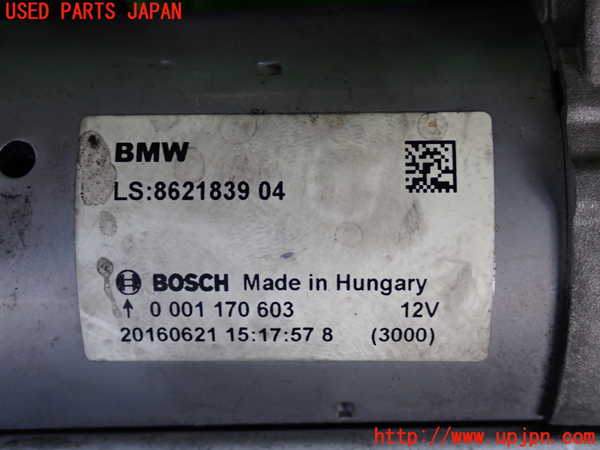 USED PARTS JAPAN
BMW
LS:8621839 04
BOSCH Made in Hungary
↑ 0 001 170 603 12V
20160621 15:17:57 8 (3000)
http://www.upjpn.com/